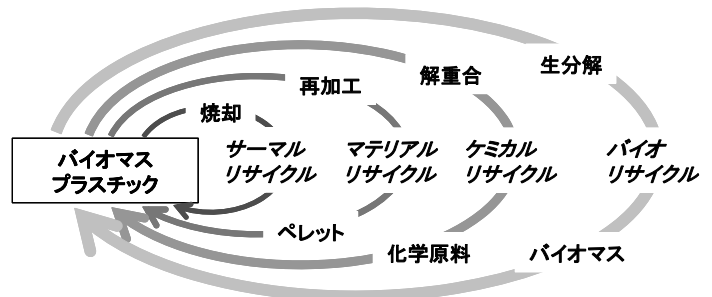 生分解
解重合
再加工
焼却
バイオマス
プラスチック
サーマル
リサイクル
マテリアル
リサイクル
ケミカル
リサイクル
バイオ
リサイクル
ペレット
化学原料
バイオマス